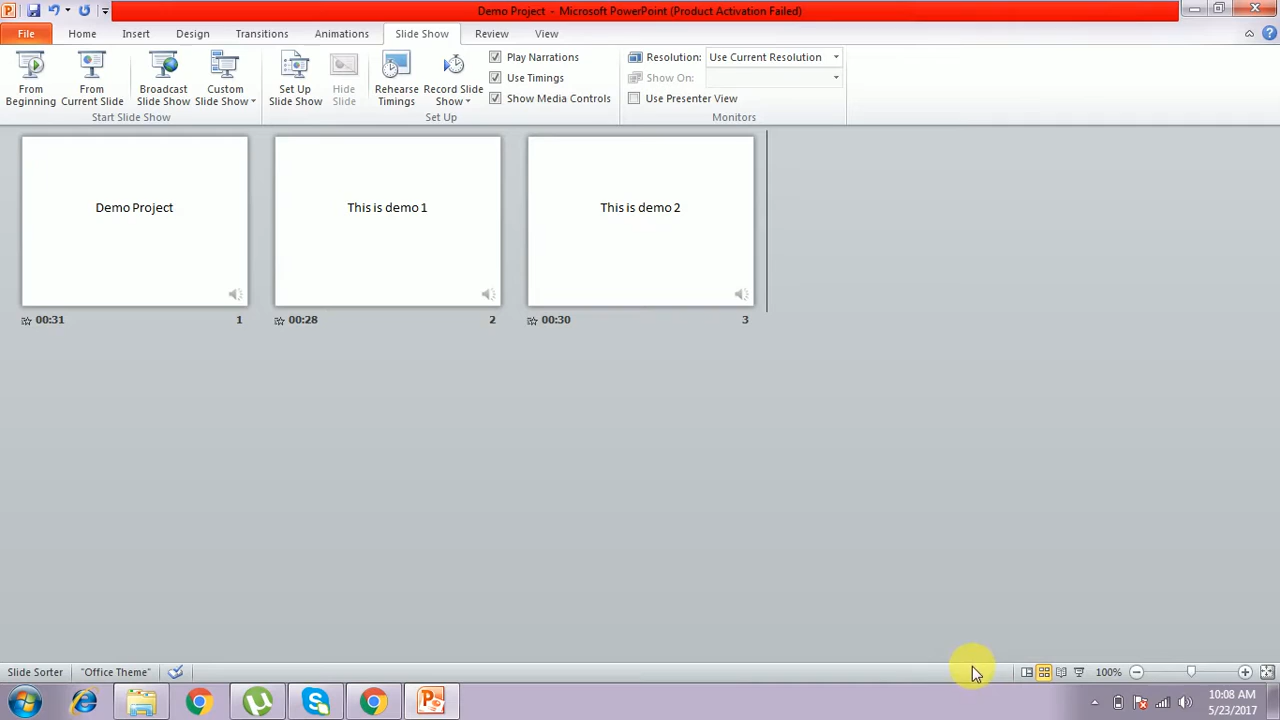 Demo Project - Microsoft PowerPoint (Product Activation Failed)
File Home Insert Design Transitions Animations Slide Show Review View
From Beginning
From Current Slide
Broadcast Slide Show
Custom Slide Show
Set Up Slide Show
Hide Slide
Rehearse Timings
Record Slide Show
Play Narrations
Use Timings
Show Media Controls
Resolution: Use Current Resolution
Show On:
Use Presenter View
Start Slide Show
Set Up
Monitors
Demo Project
This is demo 1
This is demo 2
00:31 1
00:28 2
00:30 3
Slide Sorter "Office Theme" 100%
10:08 AM
5/23/2017